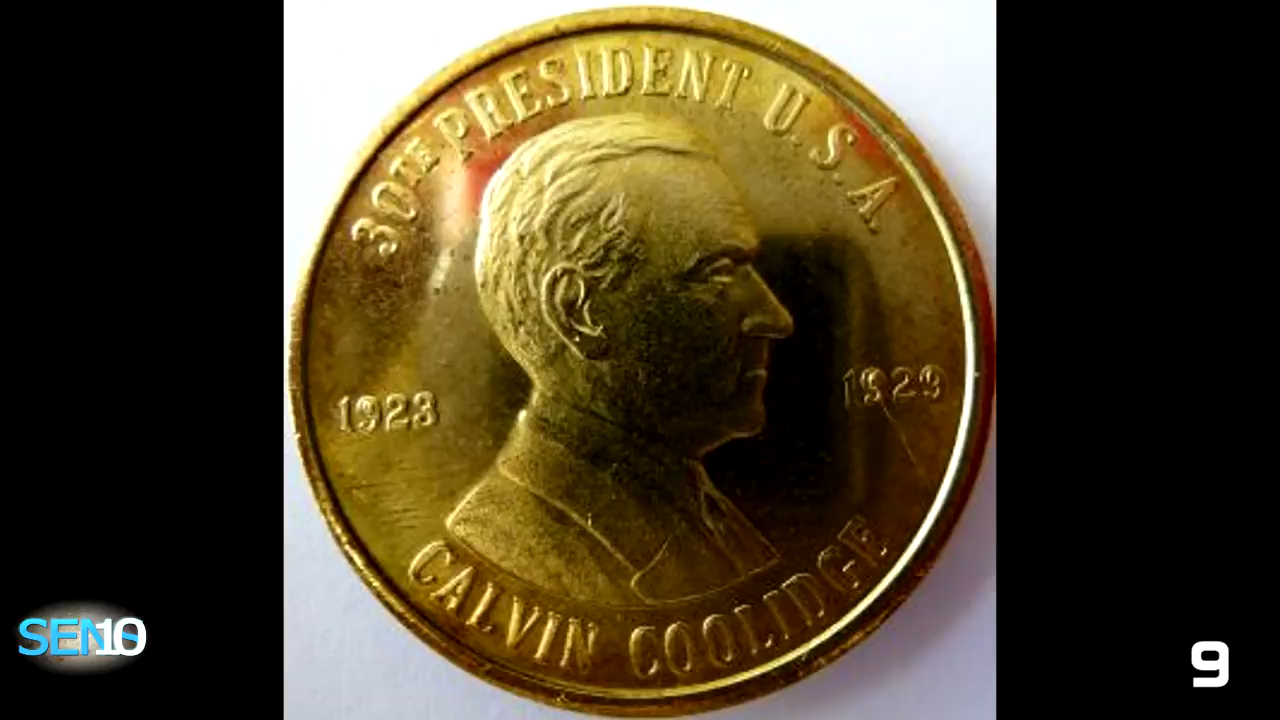 30TH PRESIDENT U.S.A
1923
1929
CALVIN COOLIDGE
SEN10
9